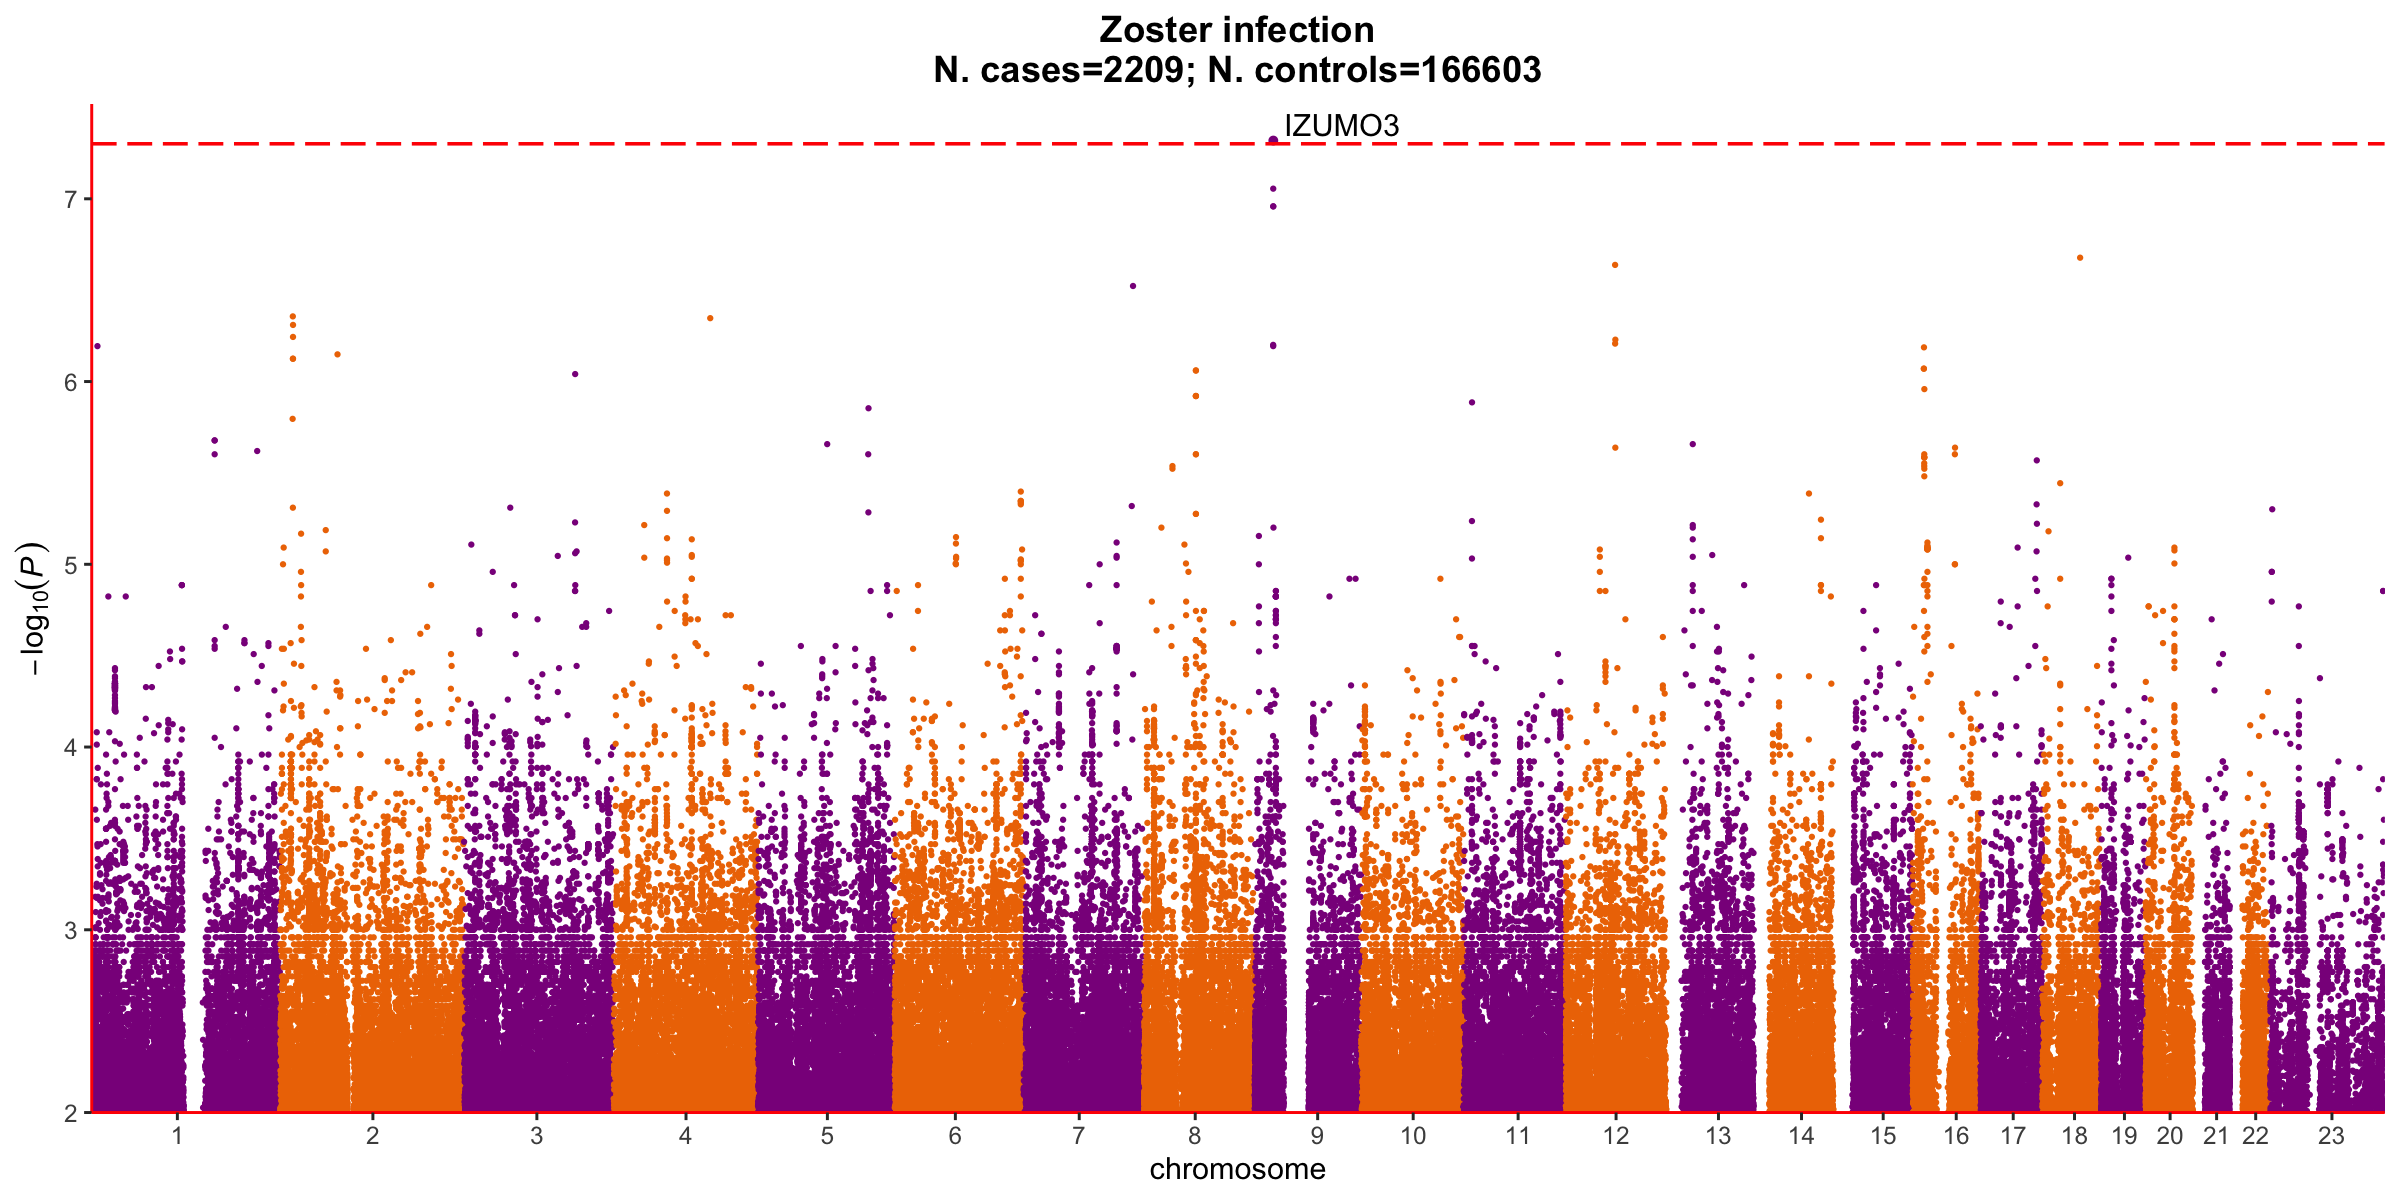 Zoster infection
N. cases=2209; N. controls=166603
IZUMO3
7
6
5
4
3
2
−log10(P)
1 2 3 4 5 6 7 8 9 10 11 12 13 14 15 16 17 18 19 20 21 22 23
chromosome